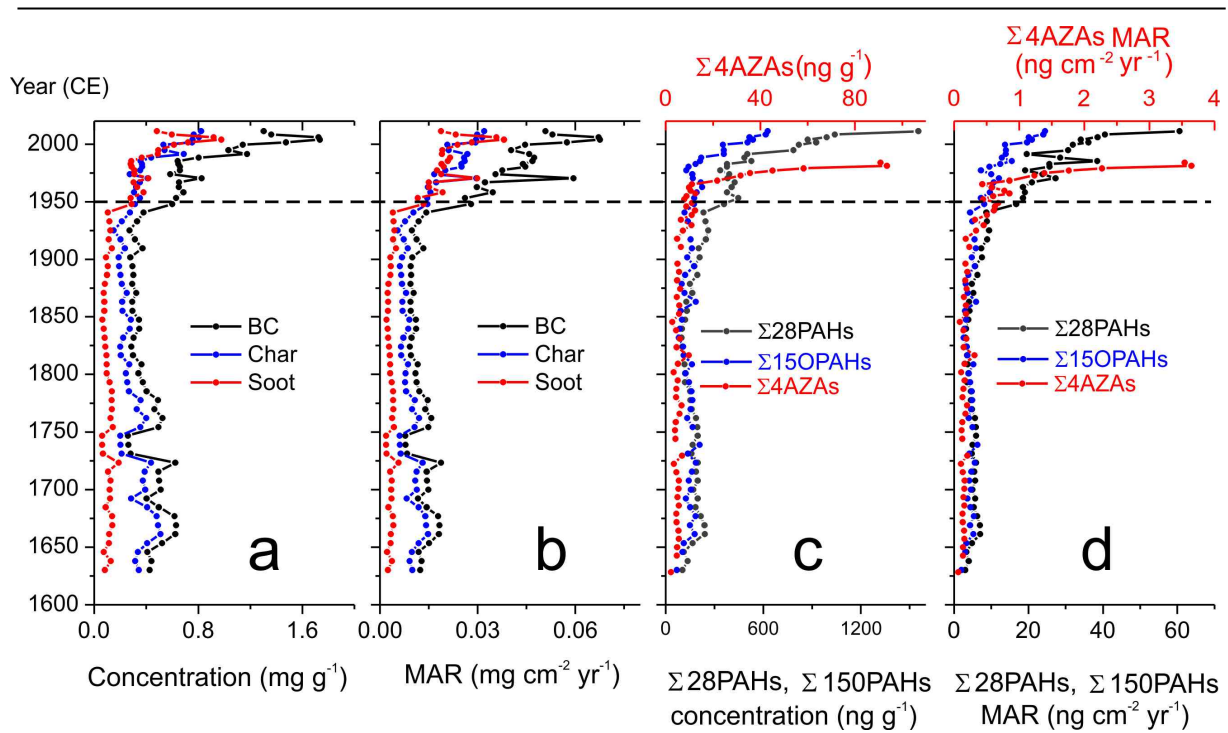 Σ4AZAs(ng g⁻¹)
0 40 80
Σ4AZAs MAR
(ng cm⁻² yr⁻¹)
0 1 2 3 4
Year (CE)
2000
1950
1900
1850
1800
1750
1700
1650
1600
BC
Char
Soot
a
0.0 0.8 1.6
Concentration (mg g⁻¹)
BC
Char
Soot
b
0.00 0.03 0.06
MAR (mg cm⁻² yr⁻¹)
Σ28PAHs
Σ15OPAHs
Σ4AZAs
c
0 600 1200
Σ28PAHs, Σ150PAHs
concentration (ng g⁻¹)
Σ28PAHs
Σ15OPAHs
Σ4AZAs
d
0 20 40 60
Σ28PAHs, Σ150PAHs
MAR (ng cm⁻² yr⁻¹)